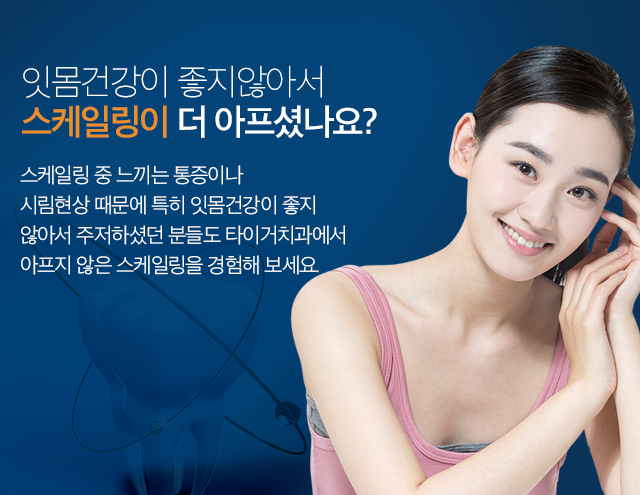 잇몸건강이 좋지않아서
스케일링이 더 아프셨나요?
스케일링 중 느끼는 통증이나
시림현상 때문에 특히 잇몸건강이 좋지
않아서 주저하셨던 분들도 타이거치과에서
아프지 않은 스케일링을 경험해 보세요